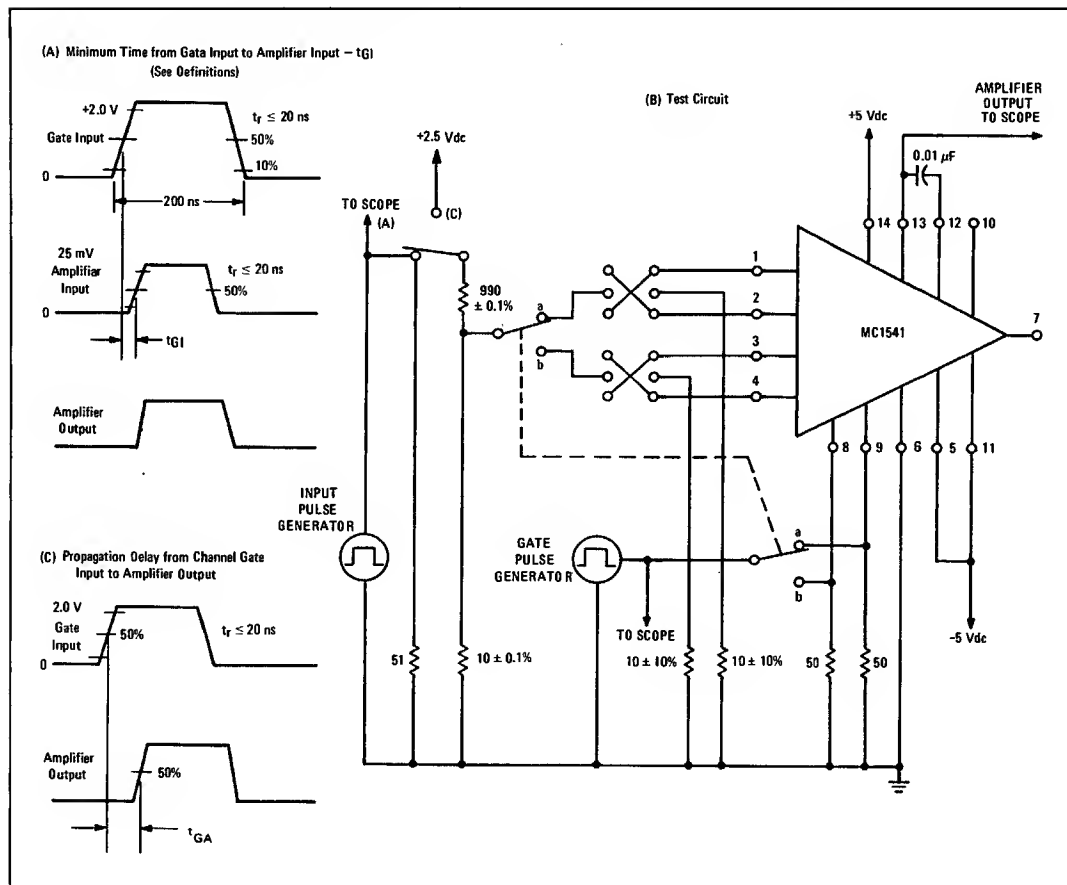 (A) Minimum Time from Gata Input to Amplifier Input – tGI
(See Oefinitions)
+2.0 V
tr ≤ 20 ns
Gate Input
50%
10%
0
200 ns
25 mV
Amplifiar
Input
tr ≤ 20 ns
50%
0
tGI
Amplifier
Output
(C) Propagation Delay from Channel Gate
Input to Amplifier Output
2.0 V
Gate
Input
50%
tr ≤ 20 ns
0
Amplifier
Output
50%
tGA
(B) Test Circuit
+2.5 Vdc
(C)
TO SCOPE
(A)
990
± 0.1%
a
b
1
2
3
4
+5 Vdc
AMPLIFIER
OUTPUT
TO SCOPE
0.01 µF
14
13
12
10
MC1541
7
8
9
6
5
11
INPUT
PULSE
GENERATOR
GATE
PULSE
GENERATOR
a
b
TO SCOPE
–5 Vdc
51
10 ± 0.1%
10 ± 10%
10 ± 10%
50
50